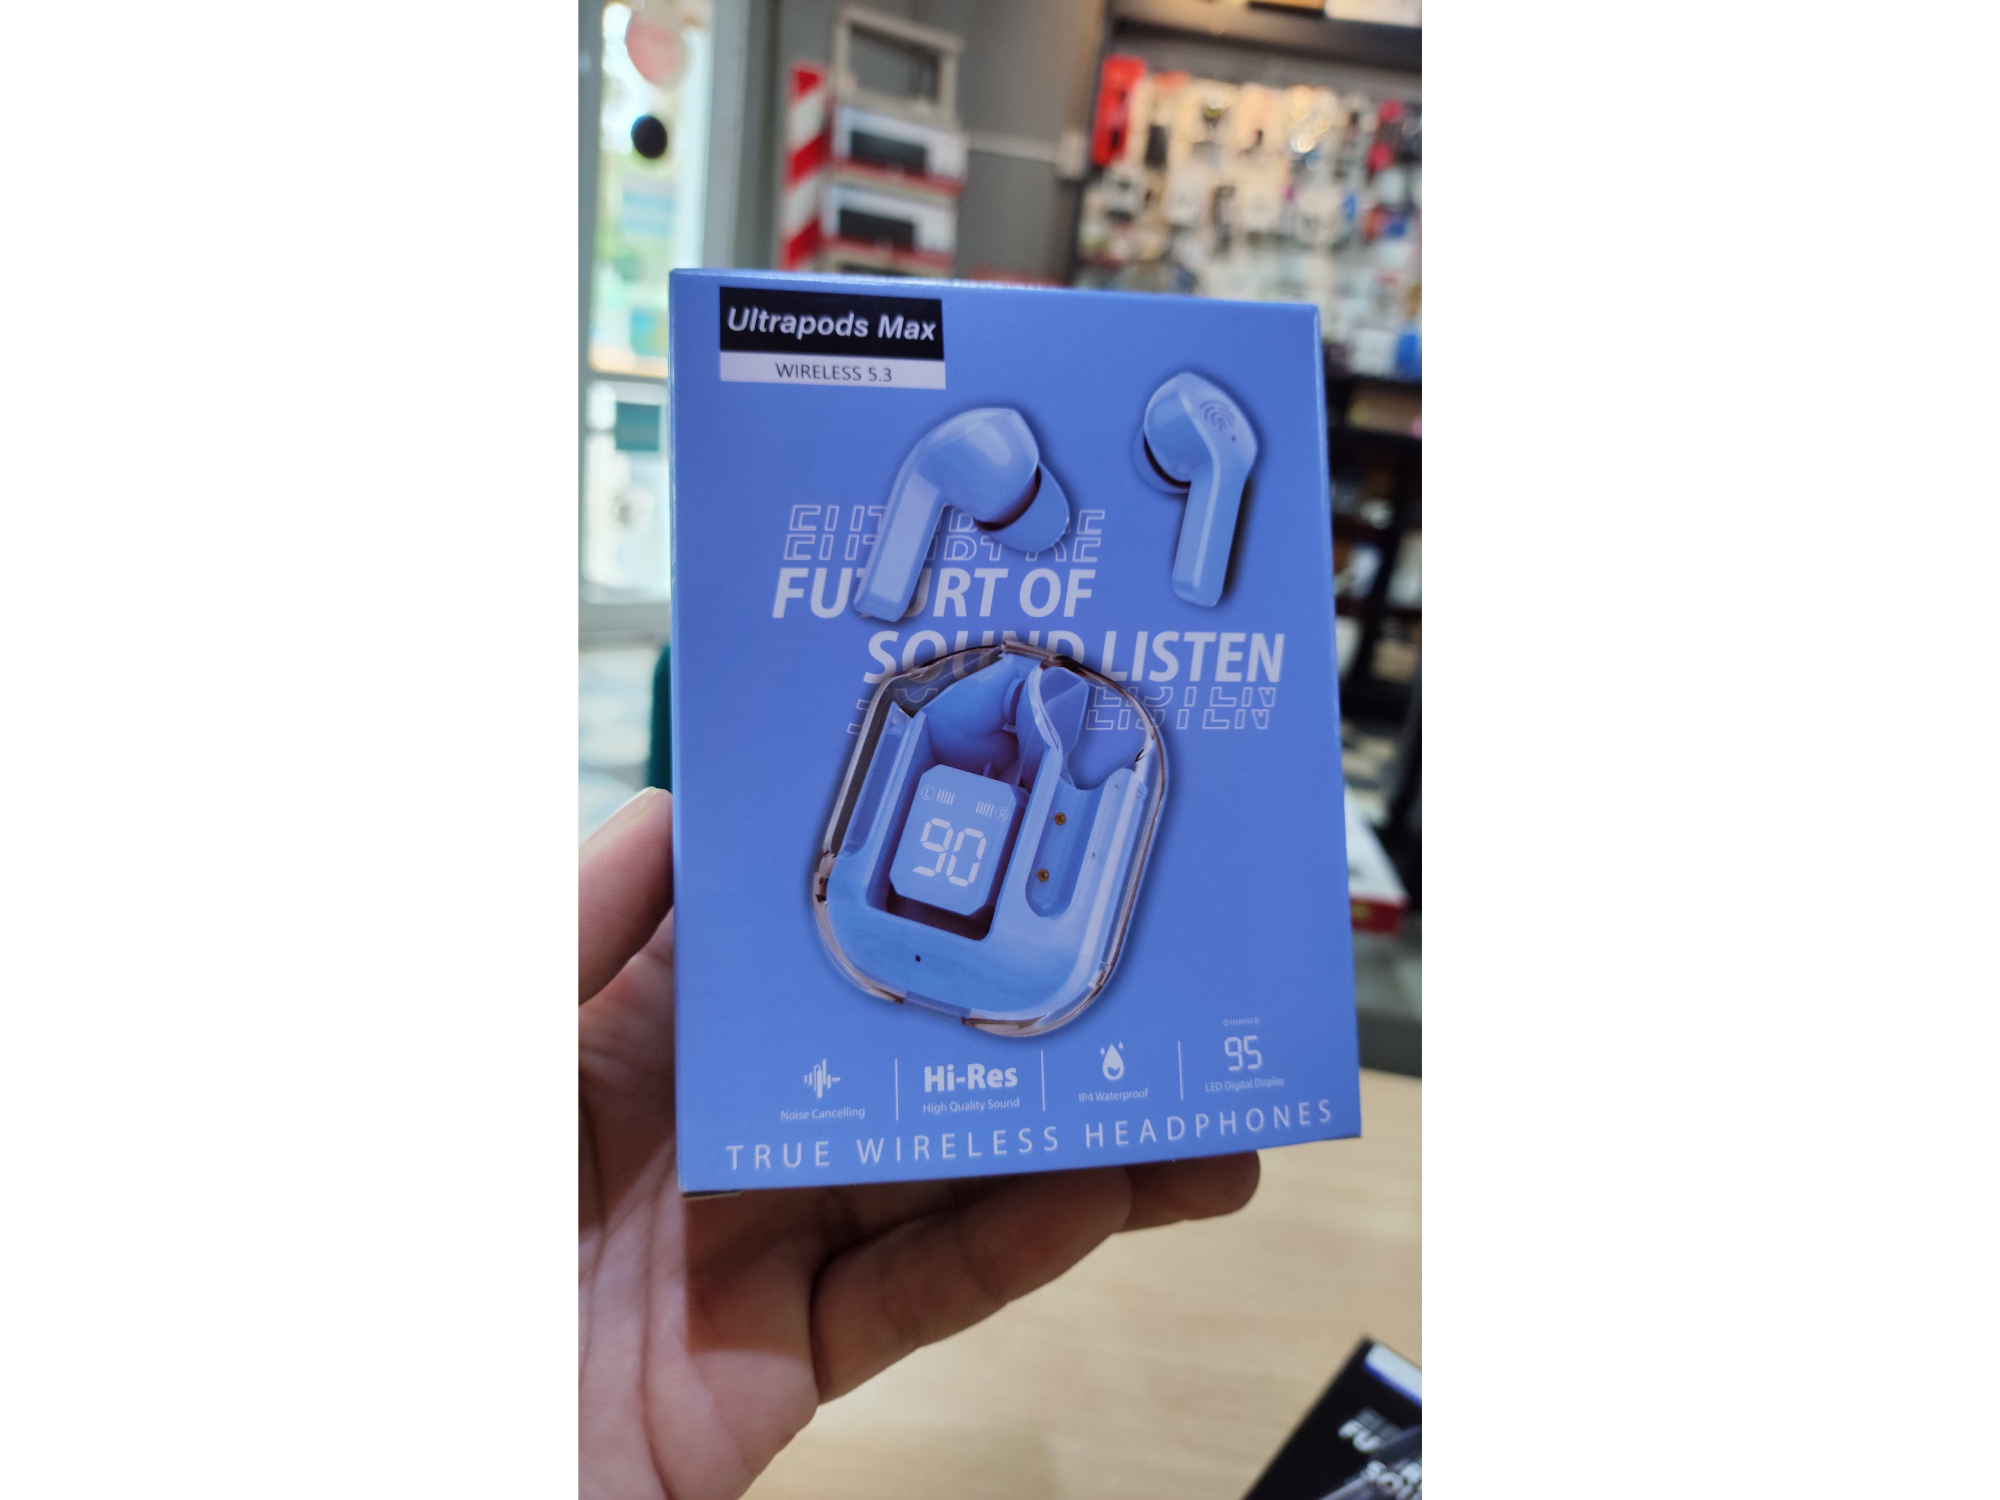 Ultrapods Max
WIRELESS 5.3
FUTURT OF
SOUND LISTEN
L R
90
Noise Cancelling
Hi-Res
High Quality Sound
IP4 Waterproof
95
LED Digital Display
TRUE WIRELESS HEADPHONES